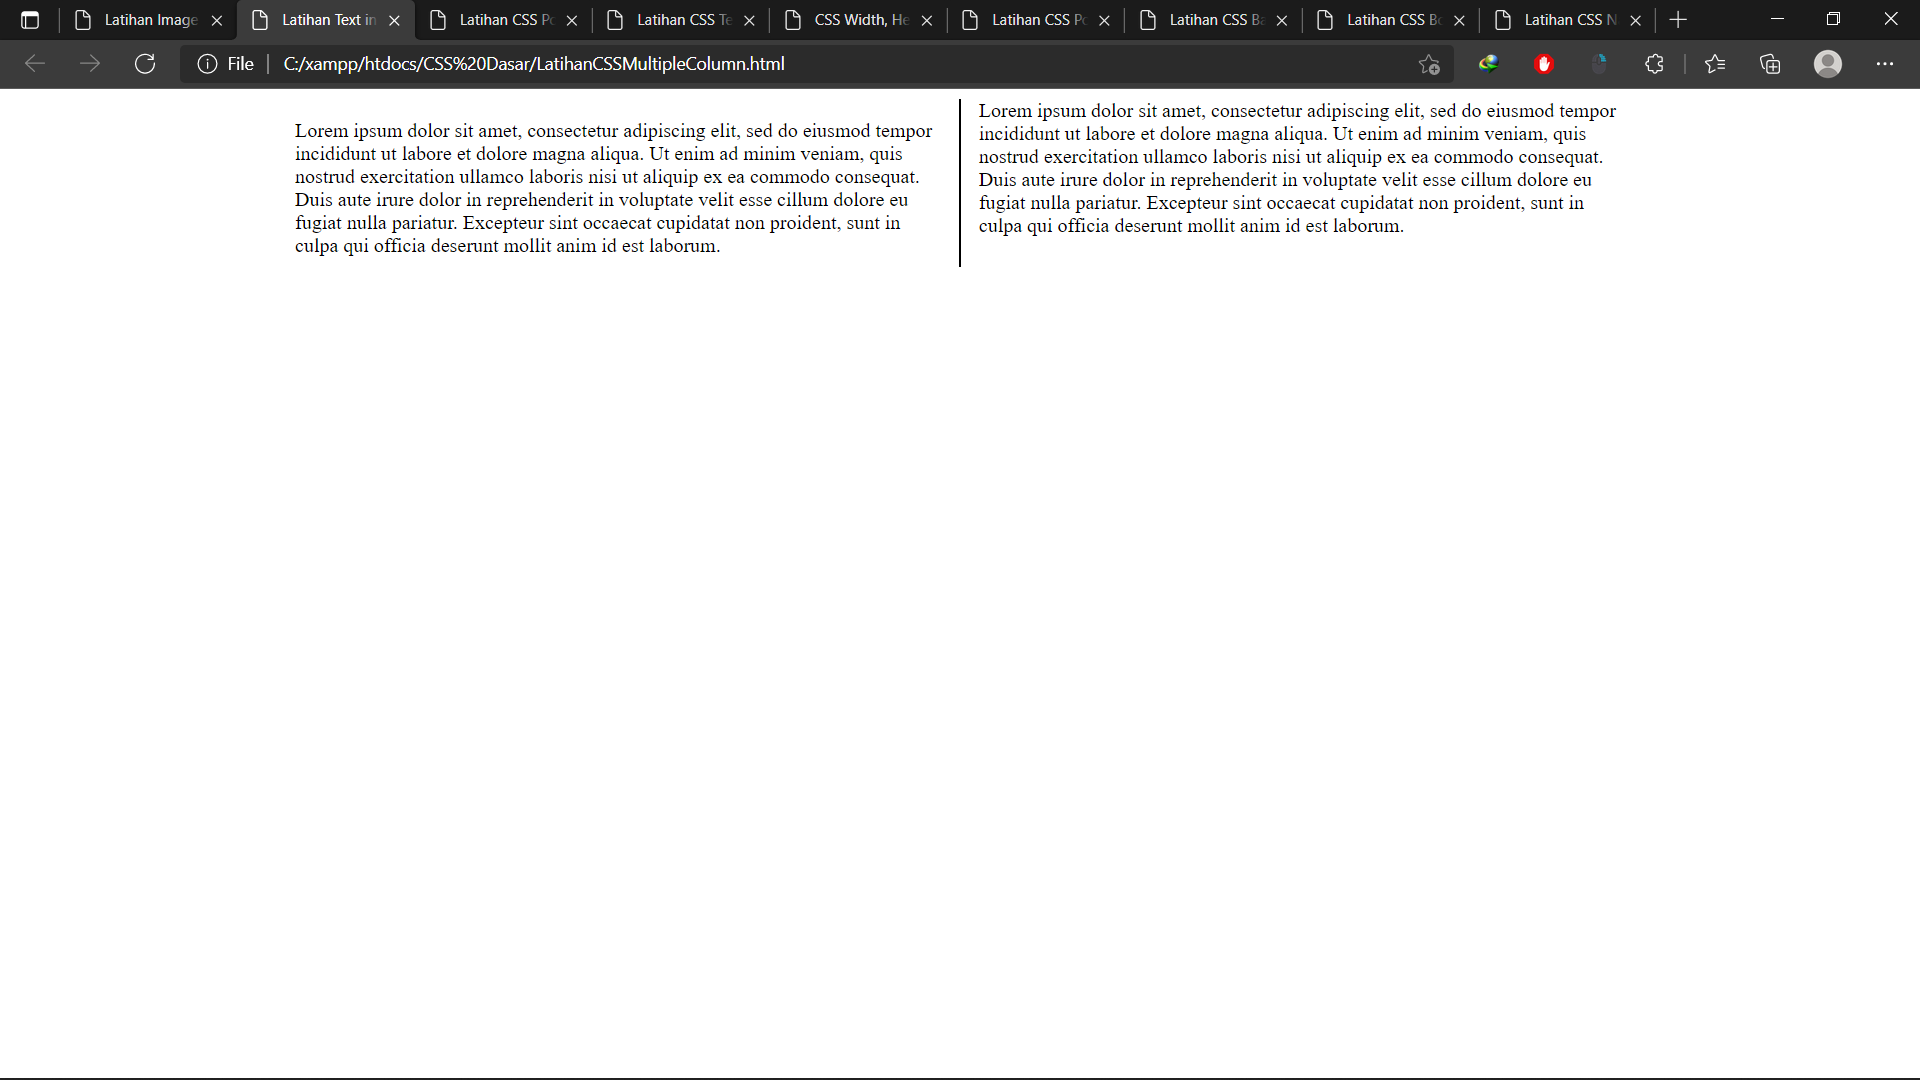 Latihan Image
Latihan Text in
Latihan CSS Po
Latihan CSS Te
CSS Width, He
Latihan CSS Po
Latihan CSS Ba
Latihan CSS Bo
Latihan CSS N
File
C:/xampp/htdocs/CSS%20Dasar/LatihanCSSMultipleColumn.html
Lorem ipsum dolor sit amet, consectetur adipiscing elit, sed do eiusmod tempor
incididunt ut labore et dolore magna aliqua. Ut enim ad minim veniam, quis
nostrud exercitation ullamco laboris nisi ut aliquip ex ea commodo consequat.
Duis aute irure dolor in reprehenderit in voluptate velit esse cillum dolore eu
fugiat nulla pariatur. Excepteur sint occaecat cupidatat non proident, sunt in
culpa qui officia deserunt mollit anim id est laborum.
Lorem ipsum dolor sit amet, consectetur adipiscing elit, sed do eiusmod tempor
incididunt ut labore et dolore magna aliqua. Ut enim ad minim veniam, quis
nostrud exercitation ullamco laboris nisi ut aliquip ex ea commodo consequat.
Duis aute irure dolor in reprehenderit in voluptate velit esse cillum dolore eu
fugiat nulla pariatur. Excepteur sint occaecat cupidatat non proident, sunt in
culpa qui officia deserunt mollit anim id est laborum.